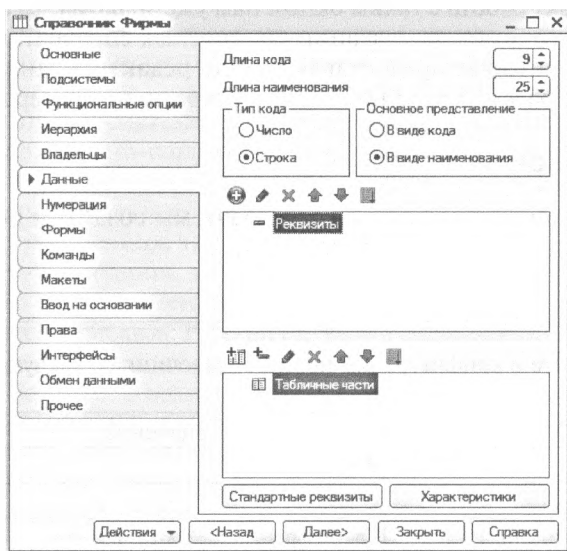 Справочник Фирмы
Основные
Подсистемы
Функциональные опции
Иерархия
Владельцы
Данные
Нумерация
Формы
Команды
Макеты
Ввод на основании
Права
Интерфейсы
Обмен данными
Прочее
Длина кода 9
Длина наименования 25
Тип кода
Число
Строка
Основное представление
В виде кода
В виде наименования
Реквизиты
Табличные части
Стандартные реквизиты Характеристики
Действия <Назад Далее> Закрыть Справка